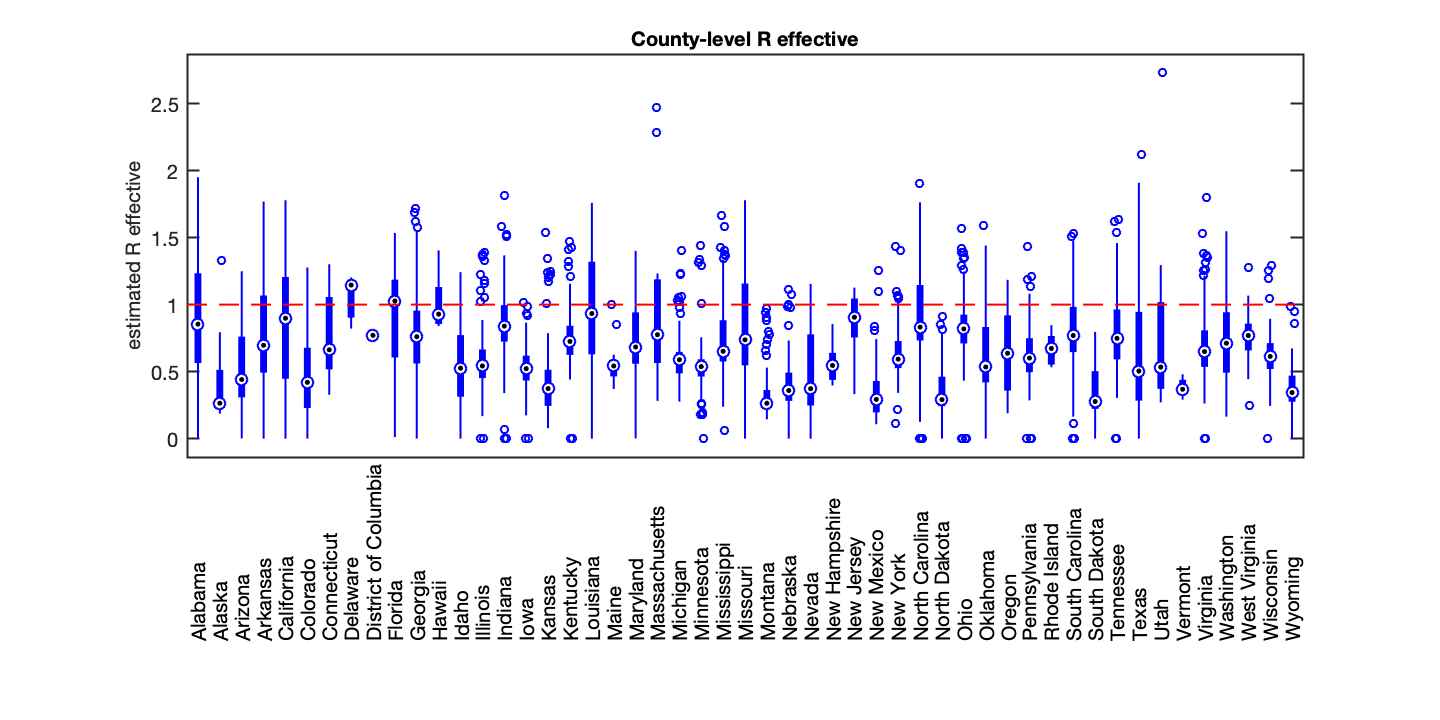 County-level R effective
estimated R effective
2.5
2
1.5
1
0.5
0
Alabama
Alaska
Arizona
Arkansas
California
Colorado
Connecticut
Delaware
District of Columbia
Florida
Georgia
Hawaii
Idaho
Illinois
Indiana
Iowa
Kansas
Kentucky
Louisiana
Maine
Maryland
Massachusetts
Michigan
Minnesota
Mississippi
Missouri
Montana
Nebraska
Nevada
New Hampshire
New Jersey
New Mexico
New York
North Carolina
North Dakota
Ohio
Oklahoma
Oregon
Pennsylvania
Rhode Island
South Carolina
South Dakota
Tennessee
Texas
Utah
Vermont
Virginia
Washington
West Virginia
Wisconsin
Wyoming